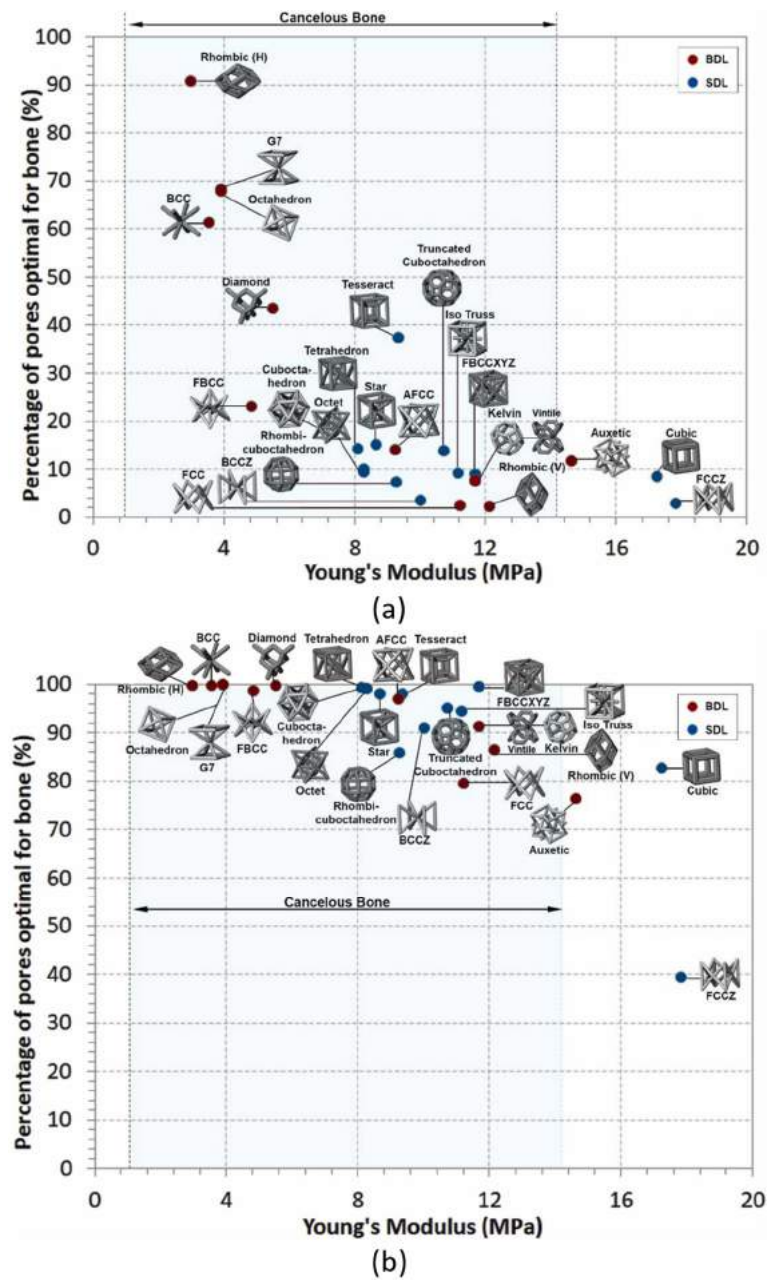 Cancelous Bone
100
90
80
70
60
50
40
30
20
10
0
Percentage of pores optimal for bone (%)
Rhombic (H)
BDL
SDL
G7
BCC
Octahedron
Truncated
Cuboctahedron
Diamond
Tesseract
Iso Truss
Tetrahedron
FBCCXYZ
Cubocta-
hedron
FBCC
Star
Octet
AFCC
Kelvin
Vintile
Rhombi-
cuboctahedron
Auxetic
Cubic
BCCZ
FCC
Rhombic (V)
FCCZ
0 4 8 12 16 20
Young's Modulus (MPa)
(a)
BCC
Diamond
Tetrahedron
AFCC
Tesseract
100
90
80
70
60
50
40
30
20
10
0
Percentage of pores optimal for bone (%)
Rhombic (H)
BDL
SDL
FBCCXYZ
Octahedron
Cubocta-
hedron
Iso Truss
G7
FBCC
Star
Vintile
Kelvin
Truncated
Cuboctahedron
Rhombic (V)
Octet
Cubic
Rhombi-
cuboctahedron
FCC
BCCZ
Auxetic
Cancelous Bone
FCCZ
0 4 8 12 16 20
Young's Modulus (MPa)
(b)